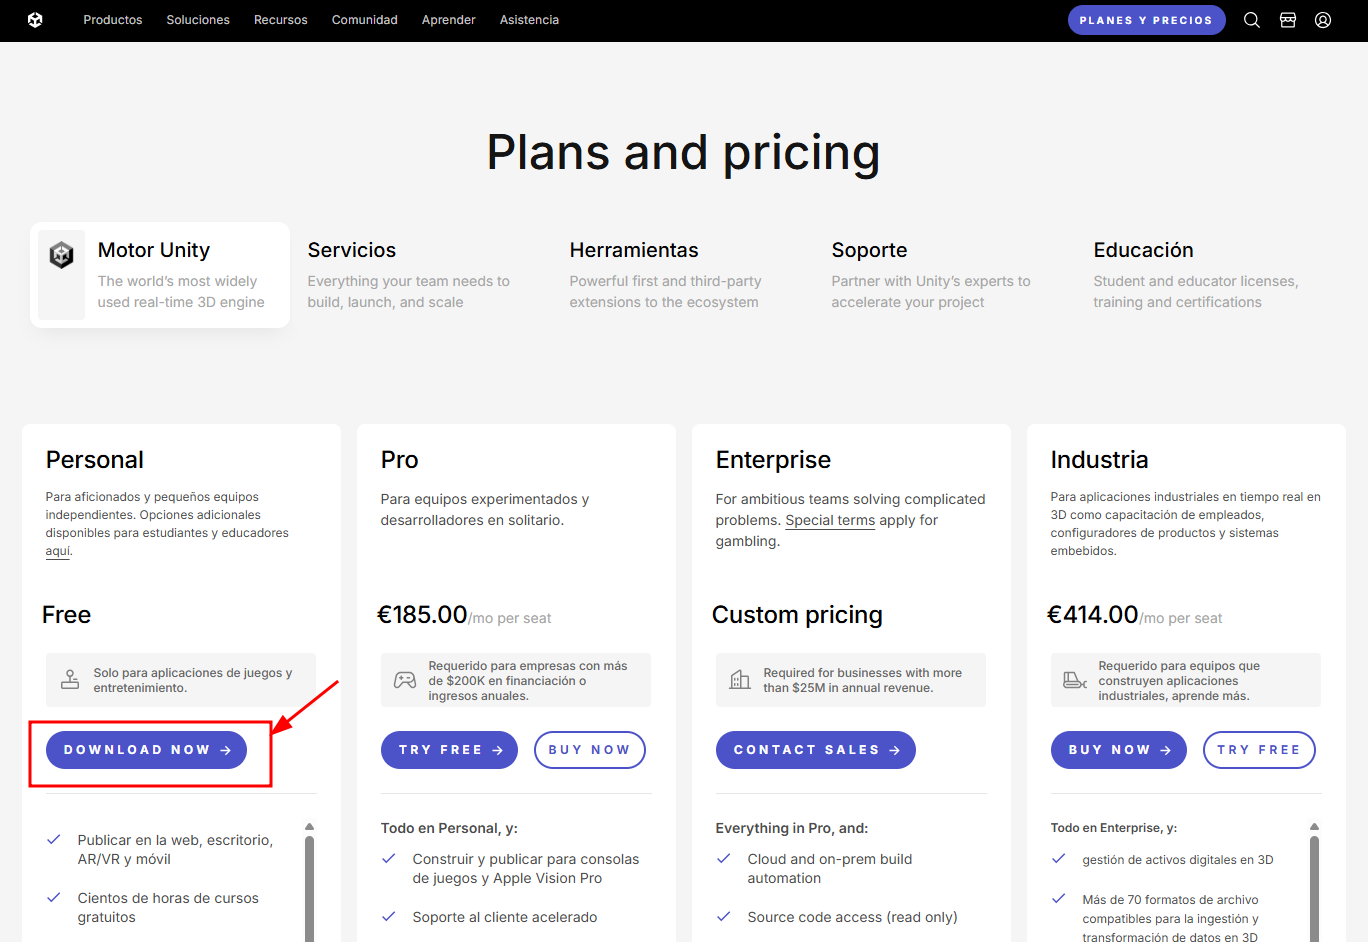 Productos Soluciones Recursos Comunidad Aprender Asistencia PLANES Y PRECIOS
Plans and pricing
Motor Unity
The world's most widely
used real-time 3D engine
Servicios
Everything your team needs to
build, launch, and scale
Herramientas
Powerful first and third-party
extensions to the ecosystem
Soporte
Partner with Unity's experts to
accelerate your project
Educación
Student and educator licenses,
training and certifications
Personal
Para aficionados y pequeños equipos
independientes. Opciones adicionales
disponibles para estudiantes y educadores
aquí.
Free
Solo para aplicaciones de juegos y
entretenimiento.
DOWNLOAD NOW →
Publicar en la web, escritorio,
AR/VR y móvil
Cientos de horas de cursos
gratuitos
Pro
Para equipos experimentados y
desarrolladores en solitario.
€185.00/mo per seat
Requerido para empresas con más
de $200K en financiación o
ingresos anuales.
TRY FREE → BUY NOW
Todo en Personal, y:
Construir y publicar para consolas
de juegos y Apple Vision Pro
Soporte al cliente acelerado
Enterprise
For ambitious teams solving complicated
problems. Special terms apply for
gambling.
Custom pricing
Required for businesses with more
than $25M in annual revenue.
CONTACT SALES →
Everything in Pro, and:
Cloud and on-prem build
automation
Source code access (read only)
Industria
Para aplicaciones industriales en tiempo real en
3D como capacitación de empleados,
configuradores de productos y sistemas
embebidos.
€414.00/mo per seat
Requerido para equipos que
construyen aplicaciones
industriales, aprende más.
BUY NOW → TRY FREE
Todo en Enterprise, y:
gestión de activos digitales en 3D
Más de 70 formatos de archivo
compatibles para la ingestión y
transformación de datos en 3D